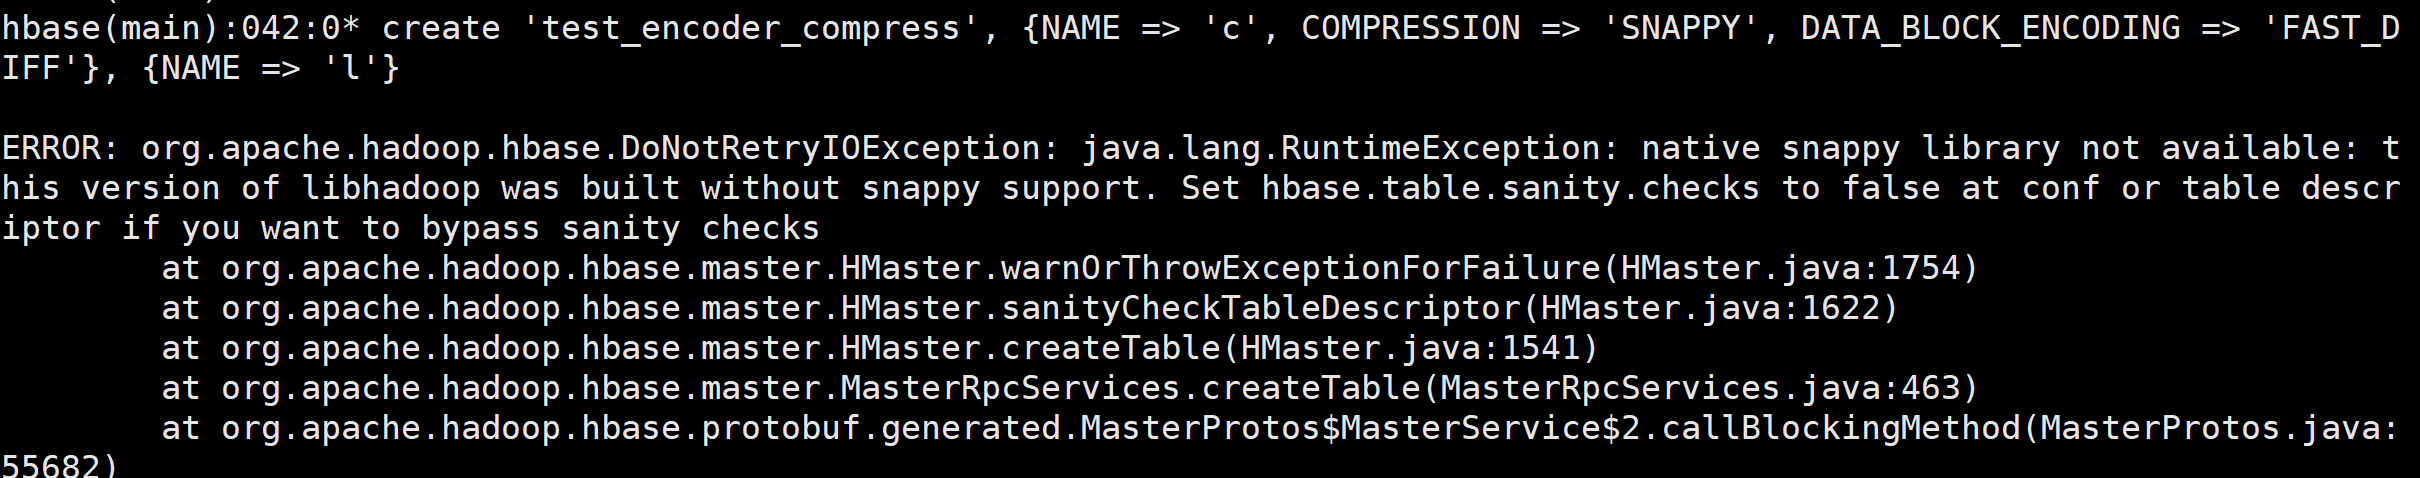 hbase(main):042:0* create 'test_encoder_compress', {NAME => 'c', COMPRESSION => 'SNAPPY', DATA_BLOCK_ENCODING => 'FAST_D
IFF'}, {NAME => 'l'}
ERROR: org.apache.hadoop.hbase.DoNotRetryIOException: java.lang.RuntimeException: native snappy library not available: t
his version of libhadoop was built without snappy support. Set hbase.table.sanity.checks to false at conf or table descr
iptor if you want to bypass sanity checks
        at org.apache.hadoop.hbase.master.HMaster.warnOrThrowExceptionForFailure(HMaster.java:1754)
        at org.apache.hadoop.hbase.master.HMaster.sanityCheckTableDescriptor(HMaster.java:1622)
        at org.apache.hadoop.hbase.master.HMaster.createTable(HMaster.java:1541)
        at org.apache.hadoop.hbase.master.MasterRpcServices.createTable(MasterRpcServices.java:463)
        at org.apache.hadoop.hbase.protobuf.generated.MasterProtos$MasterService$2.callBlockingMethod(MasterProtos.java:
55682)